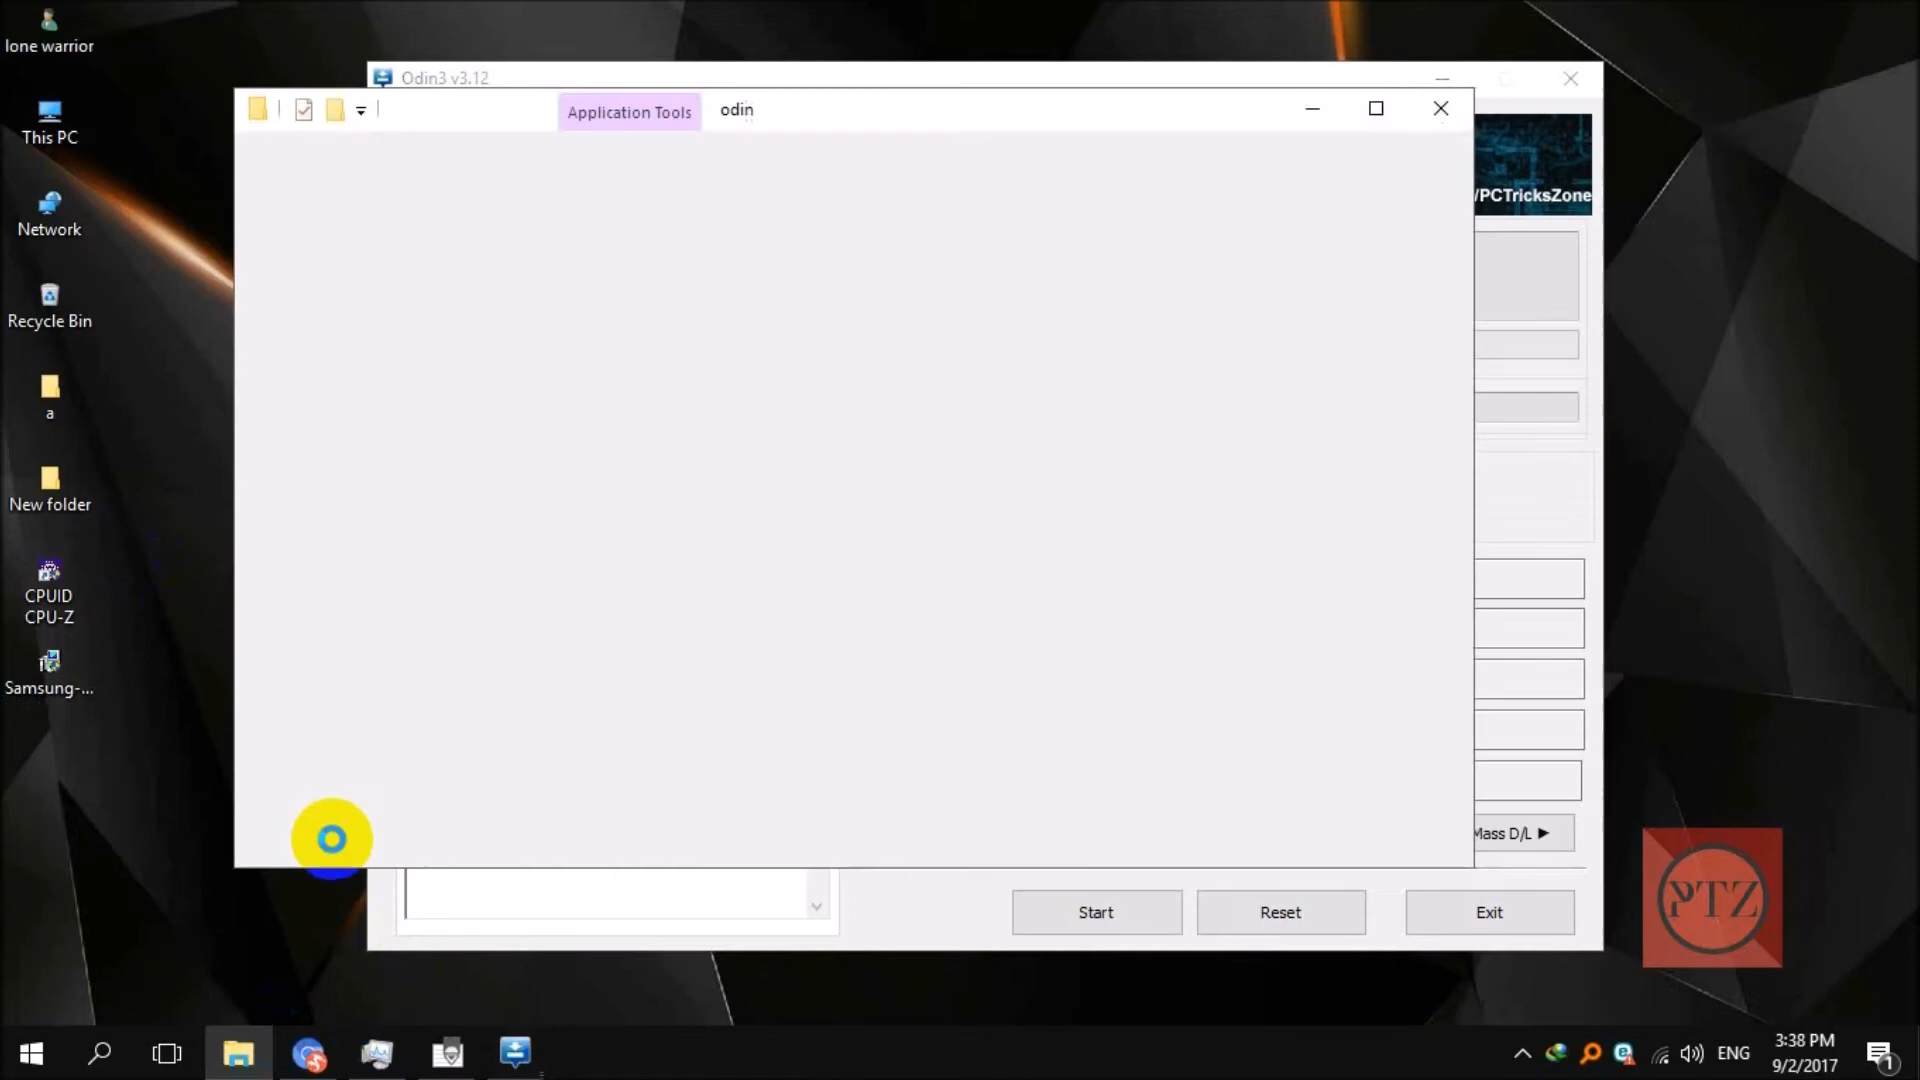 lone warrior
This PC
Network
Recycle Bin
a
New folder
CPUID
CPU-Z
Samsung-...
Odin3 v3.12
Application Tools
odin
/PCTricksZone
Mass D/L ►
Start
Reset
Exit
PTZ
ENG
3:38 PM
9/2/2017
1